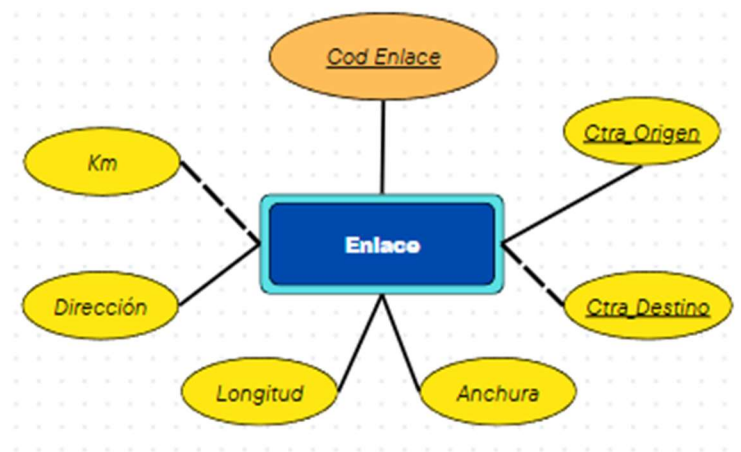 Cod Enlace
Ctra_Origen
Km
Enlace
Dirección
Ctra_Destino
Longitud
Anchura